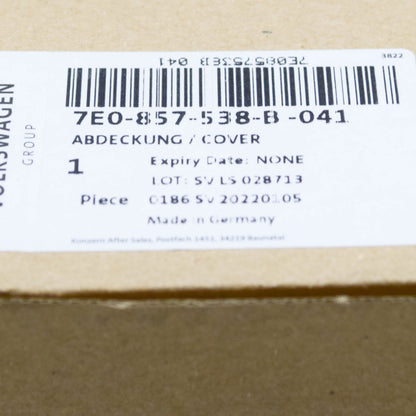 3822
7E0857538B 041
7E0-857-538-B -041
ABDECKUNG / COVER
1 Expiry Date: NONE
LOT: SV LS 028713
Piece 0186 SV 20220105
Made in Germany
Konzern After Sales, Postfach 1451, 34219 Baunatal
VOLKSWAGEN
GROUP